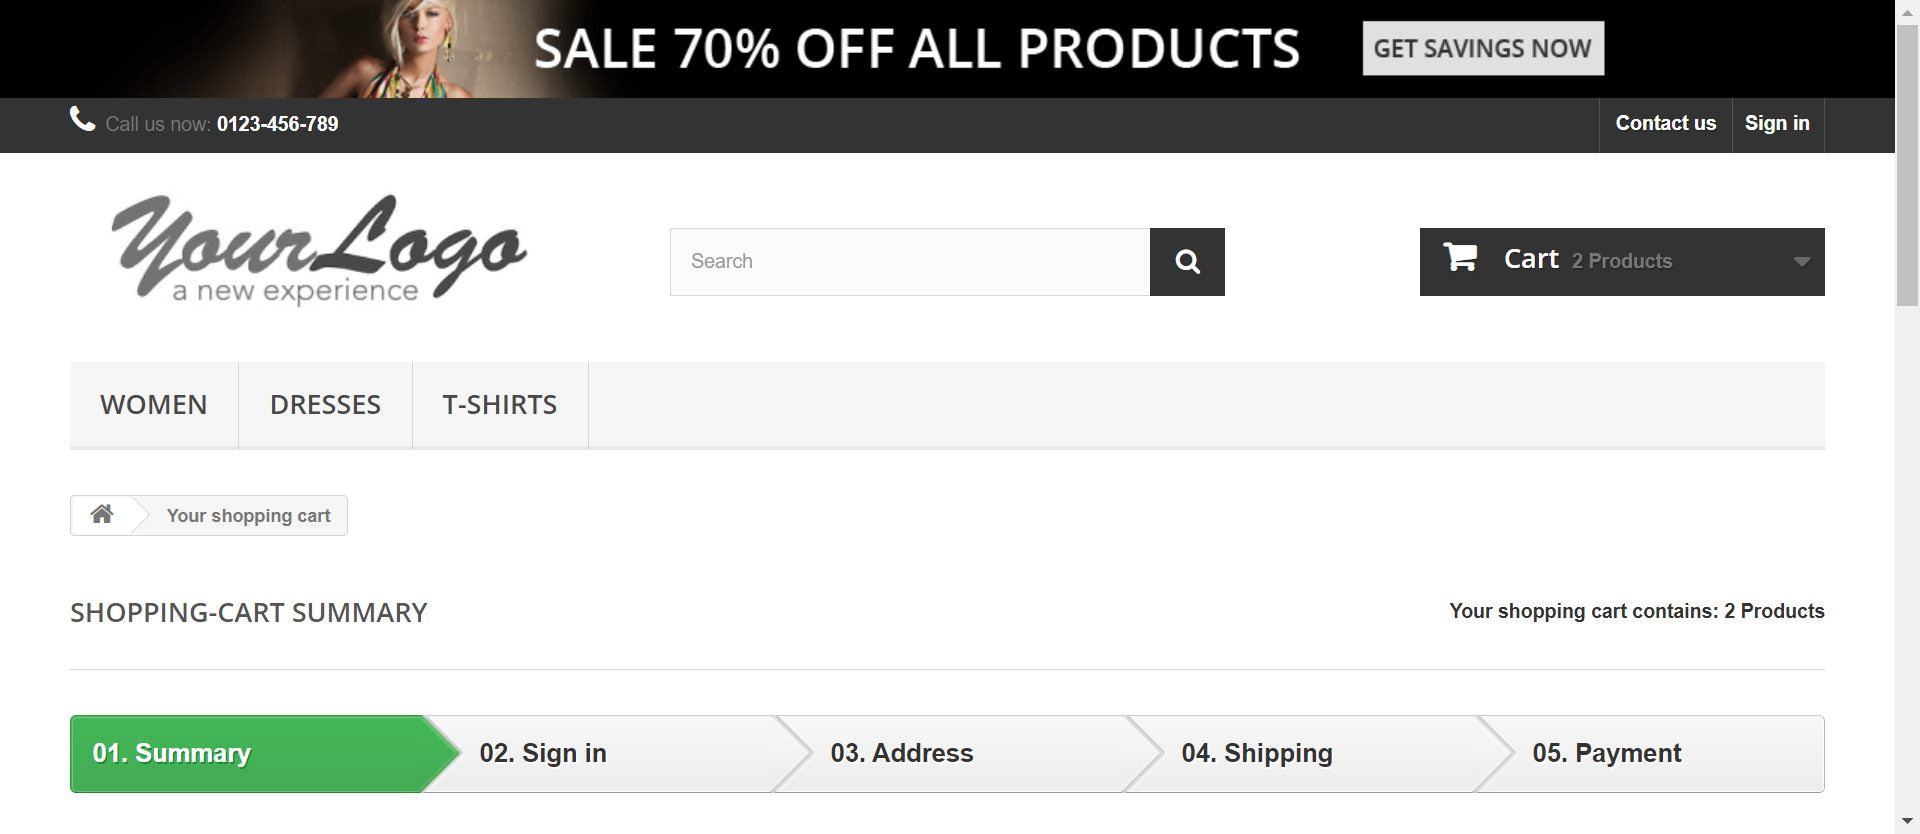 SALE 70% OFF ALL PRODUCTS GET SAVINGS NOW
Call us now: 0123-456-789 Contact us Sign in
Your Logo
a new experience
Search
Cart 2 Products
WOMEN DRESSES T-SHIRTS
Your shopping cart
SHOPPING-CART SUMMARY Your shopping cart contains: 2 Products
01. Summary 02. Sign in 03. Address 04. Shipping 05. Payment